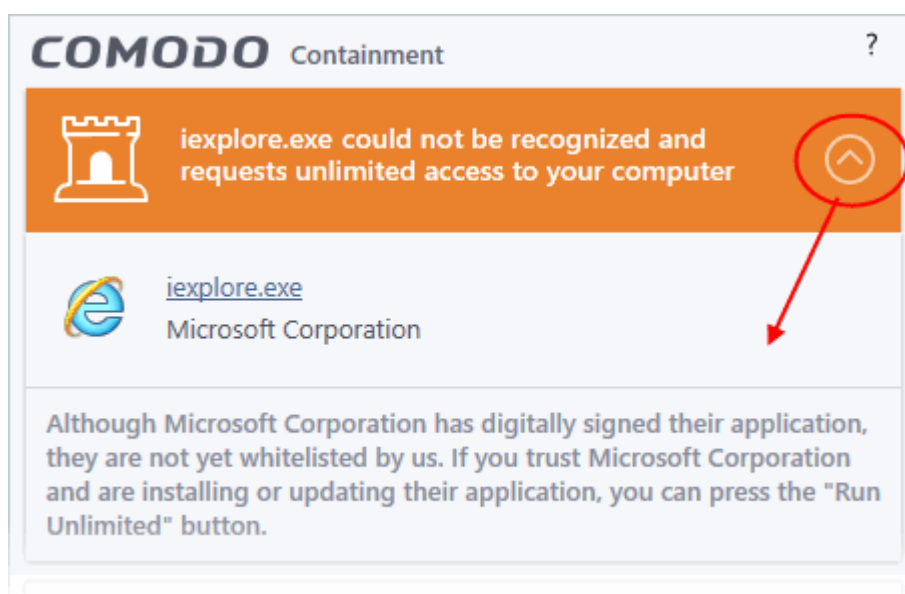 COMODO Containment ?
iexplore.exe could not be recognized and
requests unlimited access to your computer
iexplore.exe
Microsoft Corporation
Although Microsoft Corporation has digitally signed their application,
they are not yet whitelisted by us. If you trust Microsoft Corporation
and are installing or updating their application, you can press the "Run
Unlimited" button.